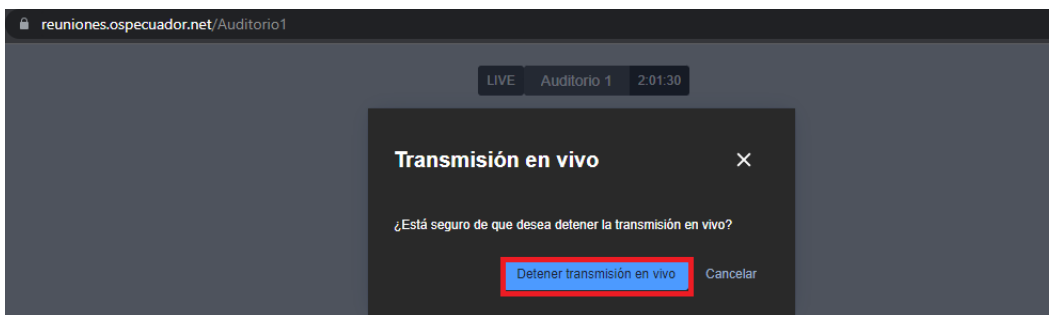 reuniones.ospecuador.net/Auditorio1
LIVE Auditorio 1 2:01:30
Transmisión en vivo
¿Está seguro de que desea detener la transmisión en vivo?
Detener transmisión en vivo Cancelar